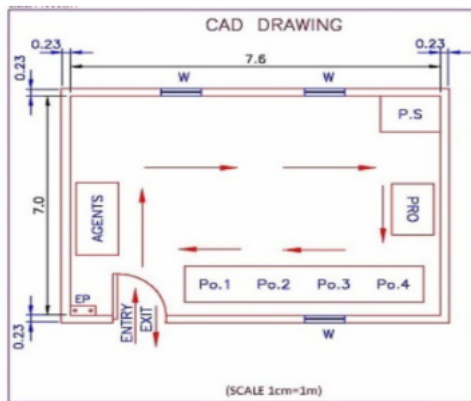 CAD DRAWING
0.23
7.6
0.23
0.23
W
W
P.S
7.0
AGENTS
PRO
Po.1 Po.2 Po.3 Po.4
EP
ENTRY
EXIT
0.23
W
(SCALE 1cm=1m)